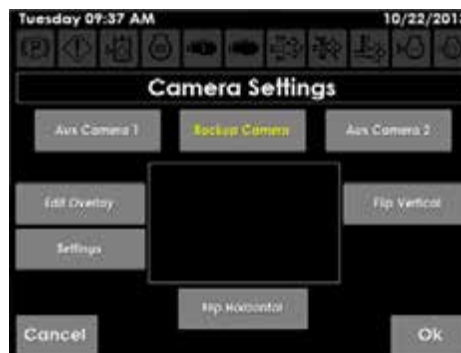 Tuesday 09:37 AM 10/22/2013
Camera Settings
Aux Camera 1 Backup Camera Aux Camera 2
Edit Overlay Flip Vertical
Settings
Flip Horizontal
Cancel Ok